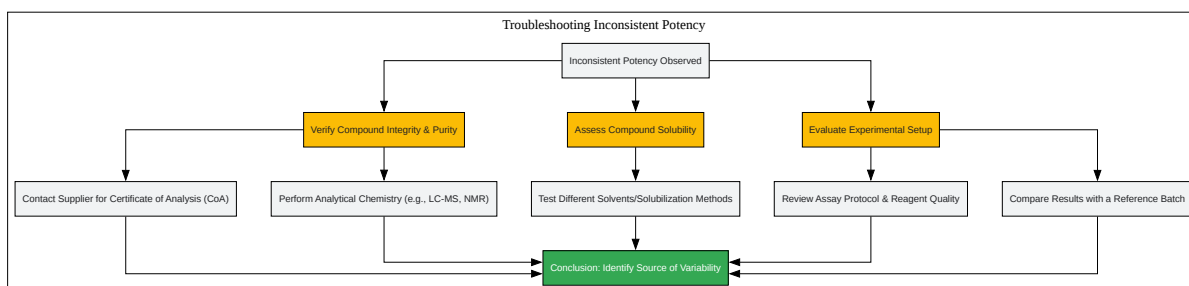 Troubleshooting Inconsistent Potency
Inconsistent Potency Observed
Verify Compound Integrity & Purity
Assess Compound Solubility
Evaluate Experimental Setup
Contact Supplier for Certificate of Analysis (CoA)
Perform Analytical Chemistry (e.g., LC-MS, NMR)
Test Different Solvents/Solubilization Methods
Review Assay Protocol & Reagent Quality
Compare Results with a Reference Batch
Conclusion: Identify Source of Variability